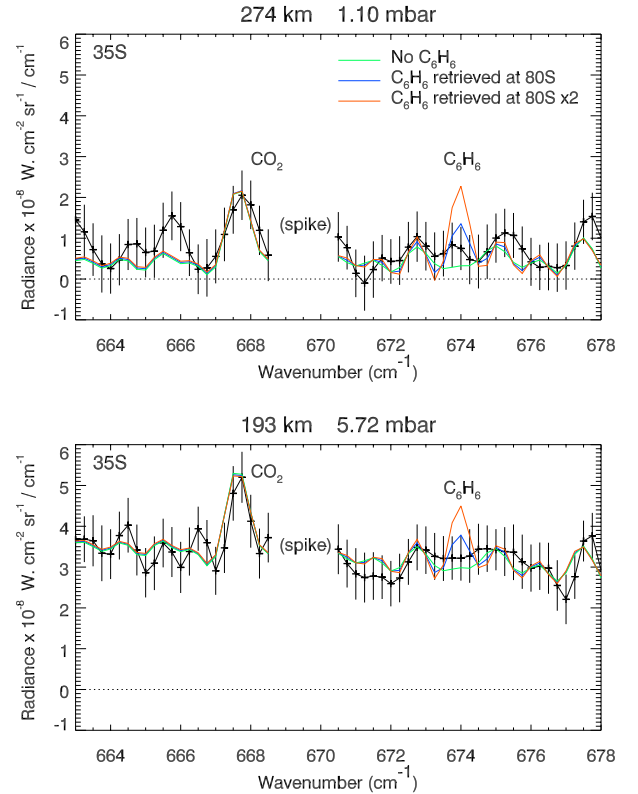 274 km 1.10 mbar
6
35S
No C₆H₆
5
C₆H₆ retrieved at 80S
C₆H₆ retrieved at 80S x2
4
3
CO₂
C₆H₆
2
(spike)
1
0
-1
Radiance x 10⁻⁸ W. cm⁻² sr⁻¹ / cm⁻¹
664 666 668 670 672 674 676 678
Wavenumber (cm⁻¹)
193 km 5.72 mbar
6
35S
CO₂
5
C₆H₆
4
(spike)
3
2
1
0
-1
Radiance x 10⁻⁸ W. cm⁻² sr⁻¹ / cm⁻¹
664 666 668 670 672 674 676 678
Wavenumber (cm⁻¹)